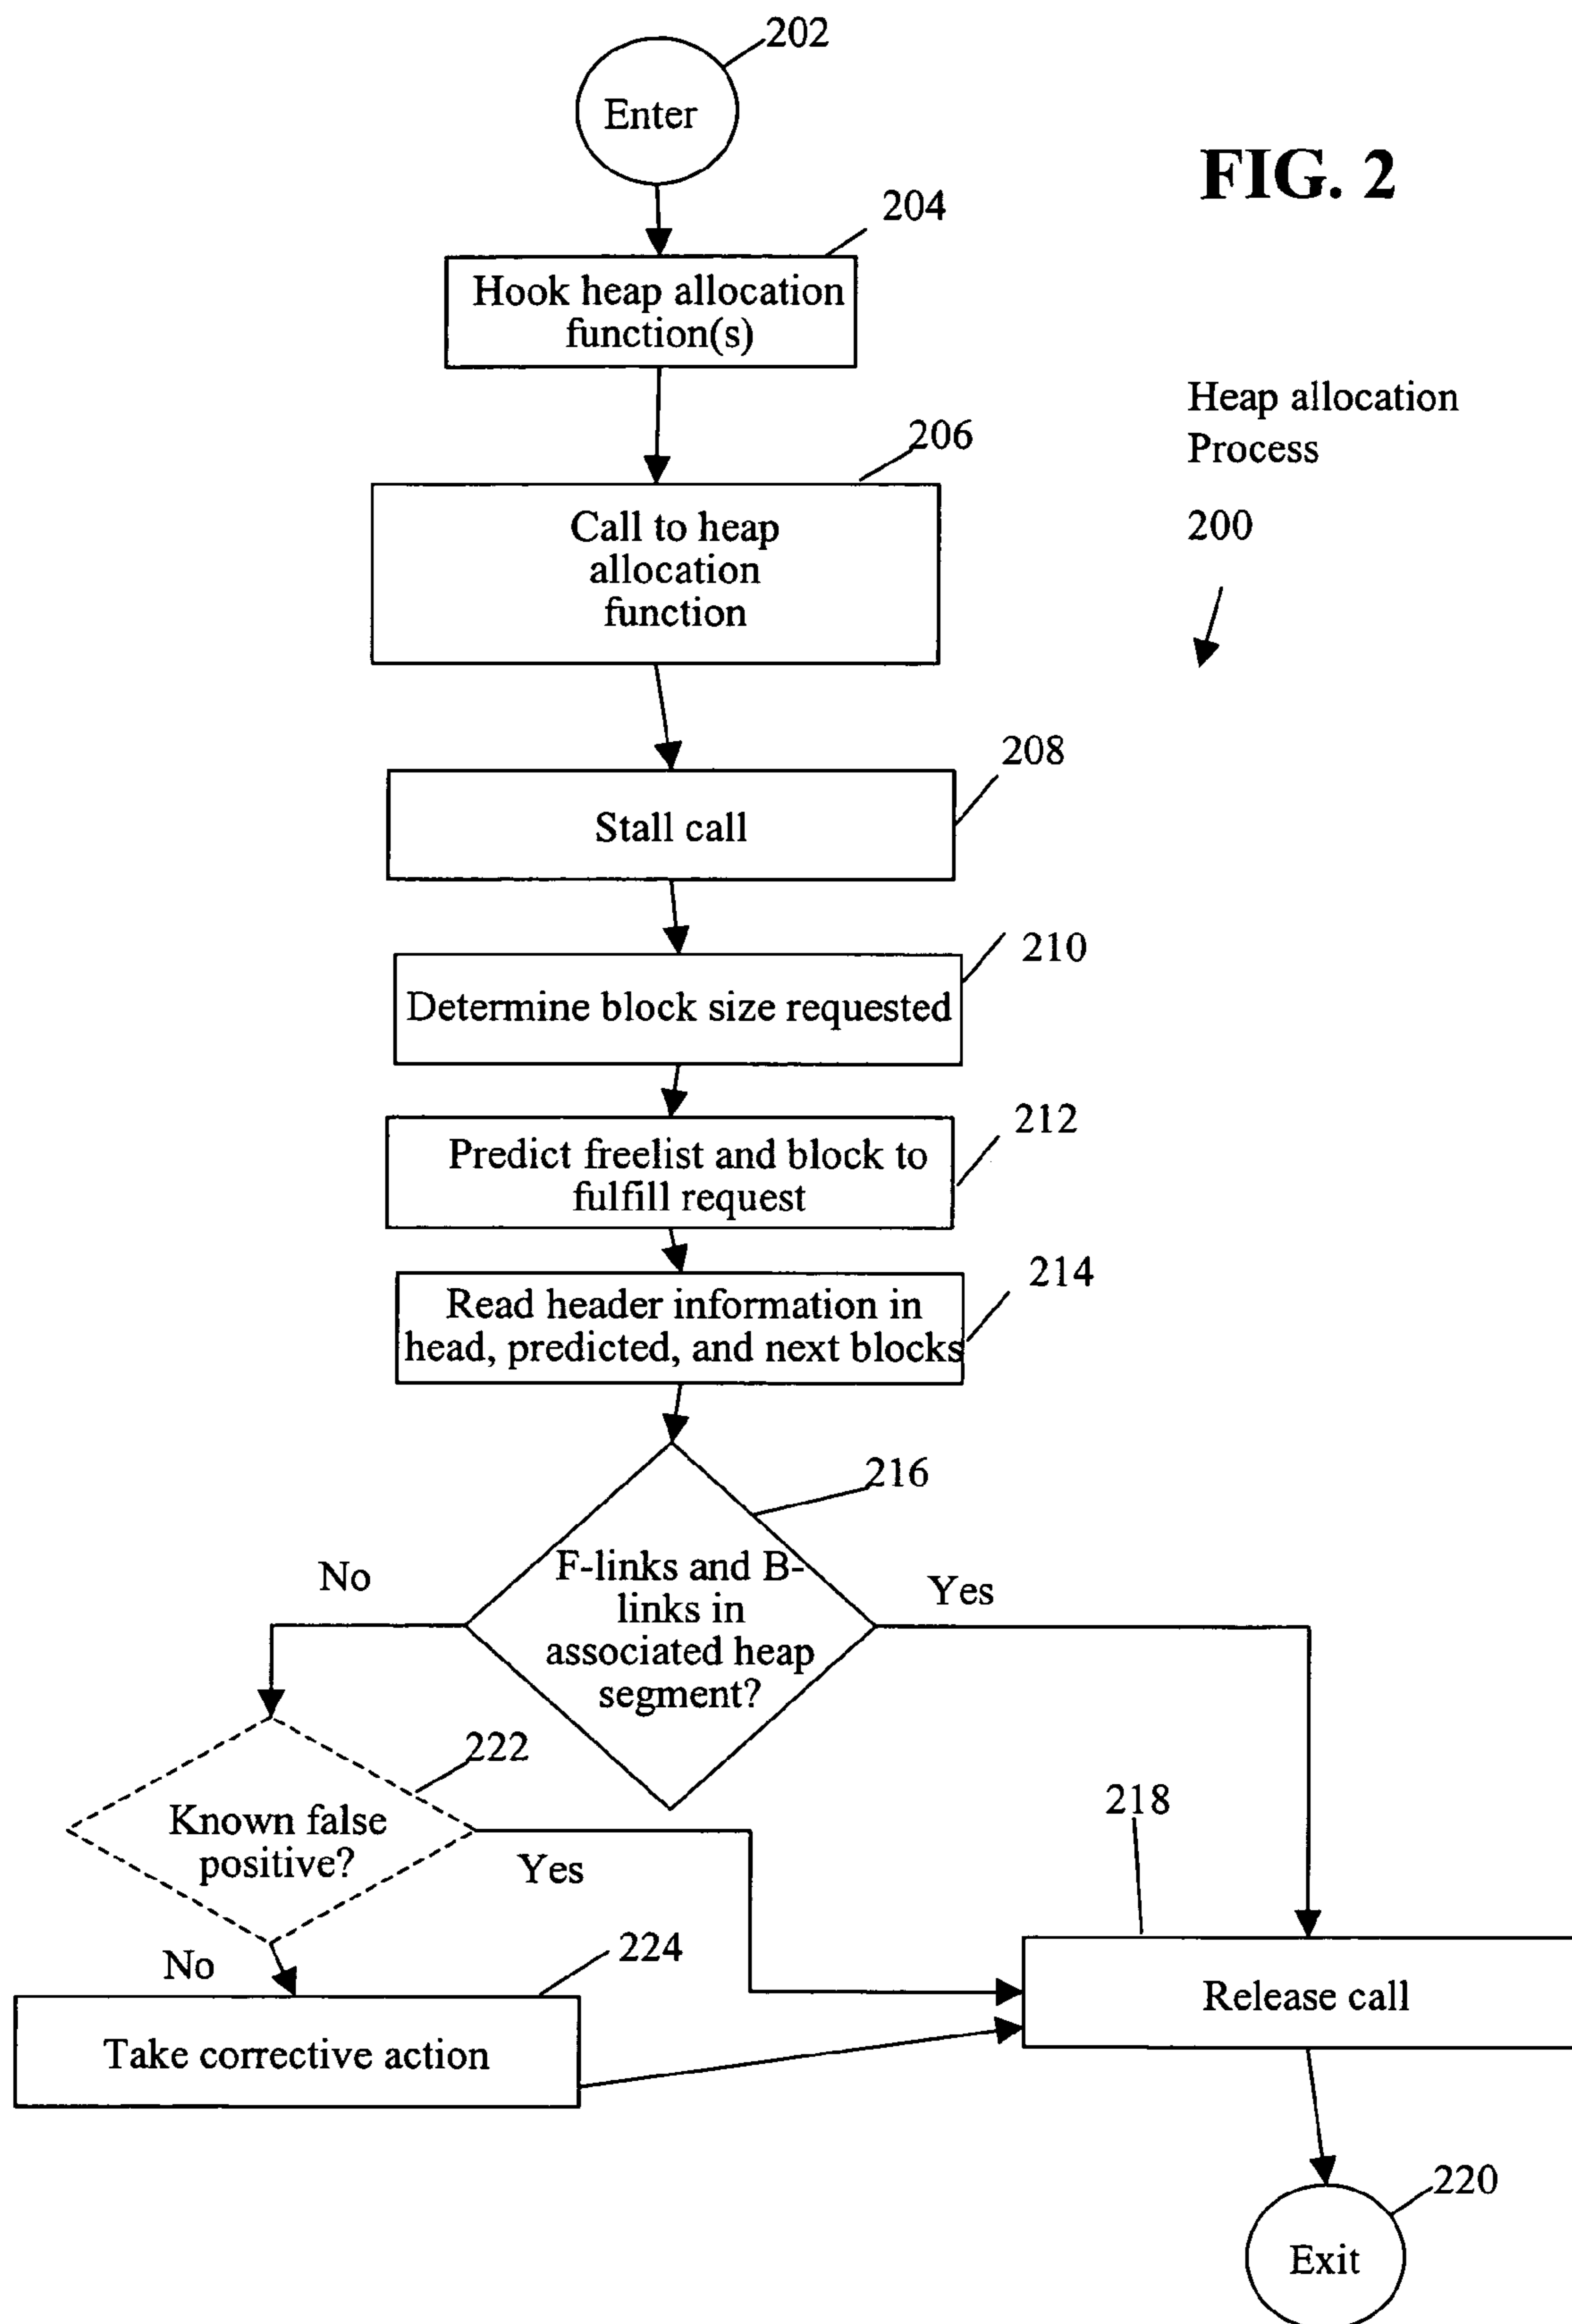 202
Enter
FIG. 2
204
Hook heap allocation
function(s)
Heap allocation
Process
200
206
Call to heap
allocation
function
208
Stall call
210
Determine block size requested
212
Predict freelist and block to
fulfill request
214
Read header information in
head, predicted, and next blocks
216
F-links and B-
links in
associated heap
segment?
No
Yes
222
Known false
positive?
Yes
No
218
224
Take corrective action
Release call
220
Exit